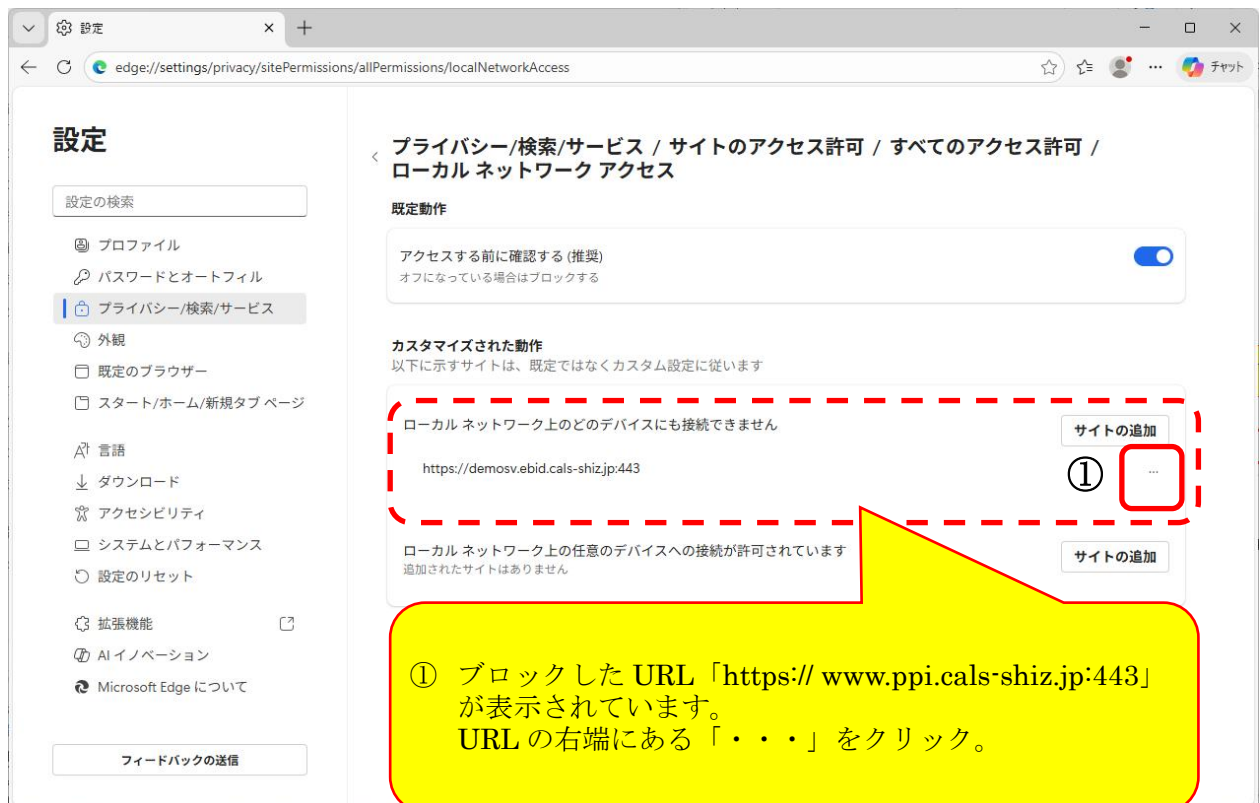 設定
edge://settings/privacy/sitePermissions/allPermissions/localNetworkAccess
チャット
設定
設定の検索
プロファイル
パスワードとオートフィル
プライバシー/検索/サービス
外観
既定のブラウザー
スタート/ホーム/新規タブ ページ
言語
ダウンロード
アクセシビリティ
システムとパフォーマンス
設定のリセット
拡張機能
AI イノベーション
Microsoft Edge について
フィードバックの送信
プライバシー/検索/サービス / サイトのアクセス許可 / すべてのアクセス許可 /
ローカル ネットワーク アクセス
既定動作
アクセスする前に確認する (推奨)
オフになっている場合はブロックする
カスタマイズされた動作
以下に示すサイトは、既定ではなくカスタム設定に従います
ローカル ネットワーク上のどのデバイスにも接続できません
サイトの追加
https://demosv.ebid.cals-shiz.jp:443
①
...
ローカル ネットワーク上の任意のデバイスへの接続が許可されています
サイトの追加
追加されたサイトはありません
① ブロックした URL「https:// www.ppi.cals-shiz.jp:443」
が表示されています。
URL の右端にある「・・・」をクリック。